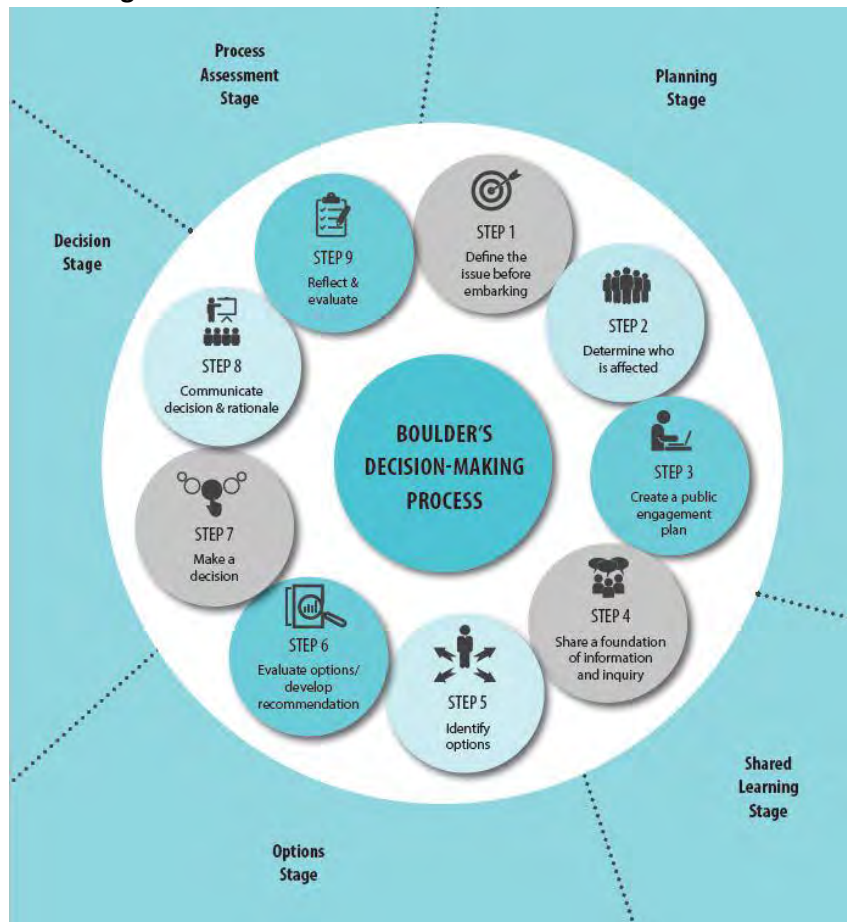 Process
Assessment
Stage
Planning
Stage
Decision
Stage
STEP 1
Define the
issue before
embarking
STEP 2
Determine who
is affected
STEP 3
Create a public
engagement
plan
STEP 4
Share a foundation
of information
and inquiry
STEP 5
Identify
options
STEP 6
Evaluate options/
develop
recommendation
STEP 7
Make a
decision
STEP 8
Communicate
decision & rationale
STEP 9
Reflect &
evaluate
BOULDER'S
DECISION-MAKING
PROCESS
Shared
Learning
Stage
Options
Stage